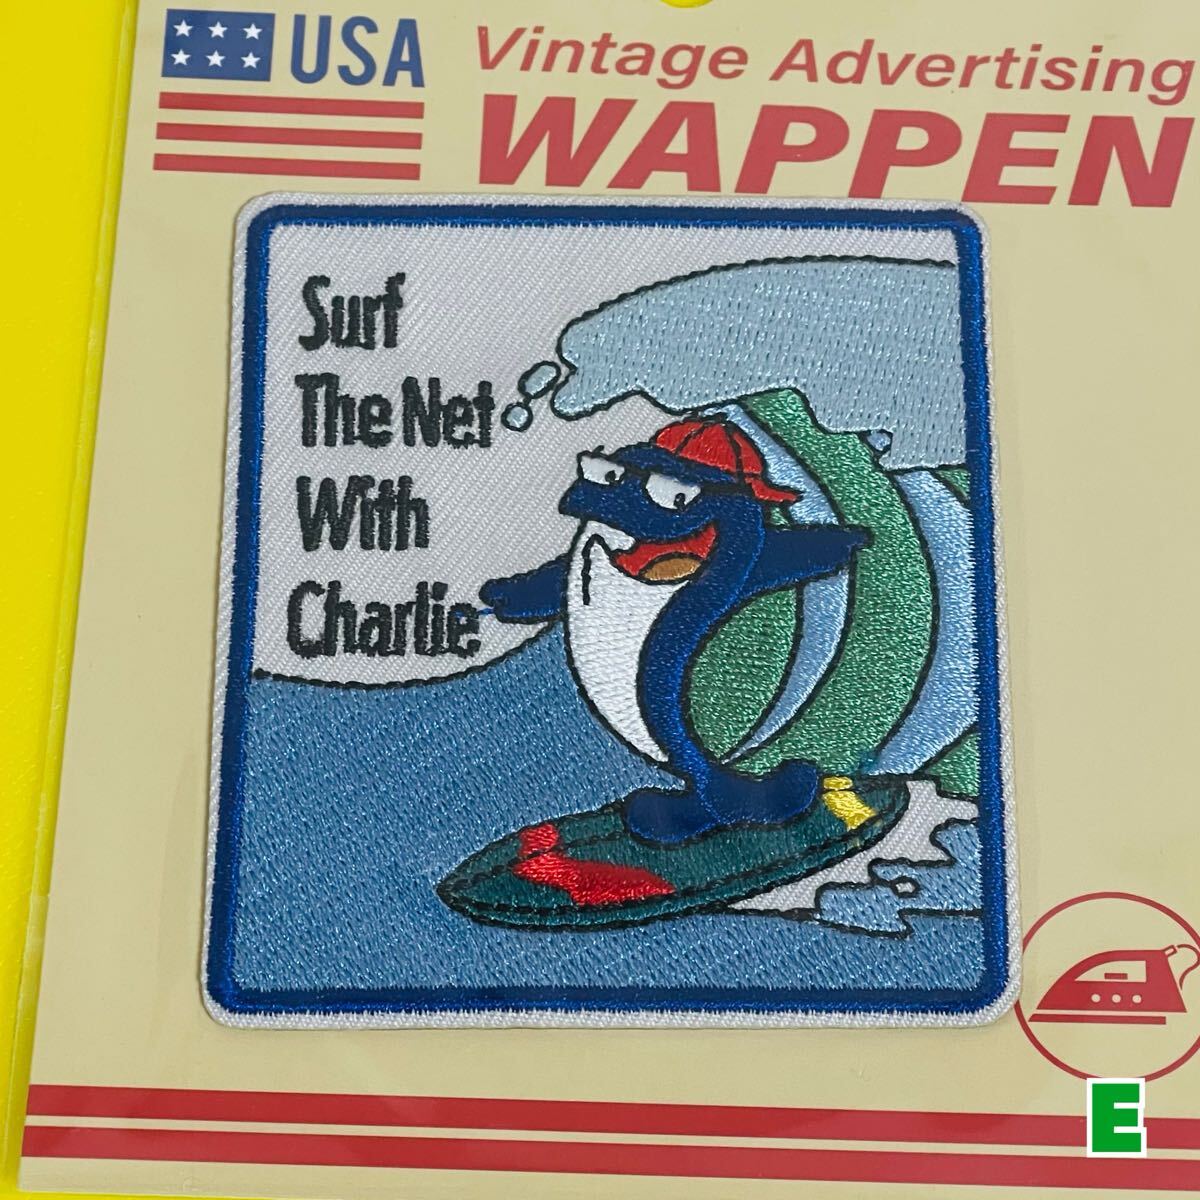 USA
Vintage Advertising
WAPPEN
Surf
The Net
With
Charlie
E